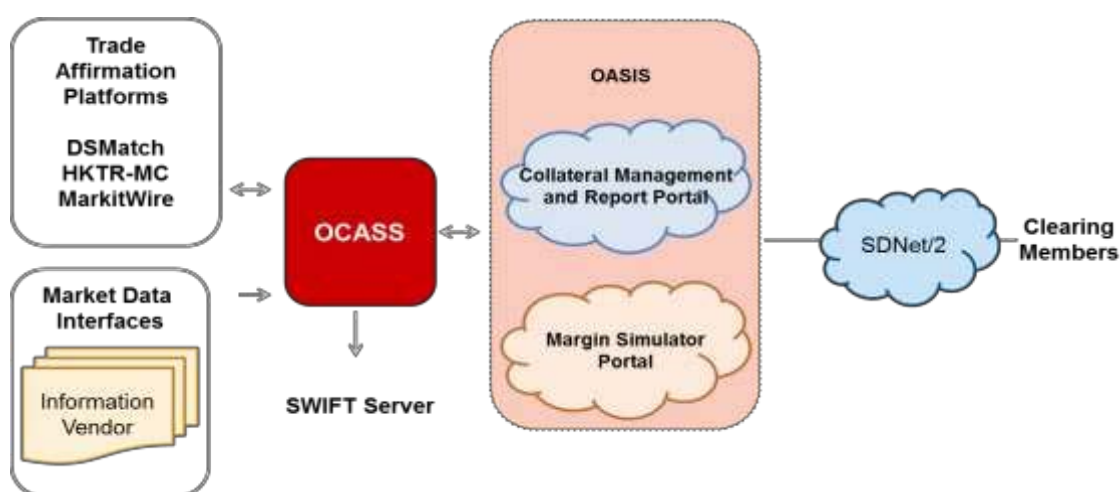 Trade
Affirmation
Platforms
DSMatch
HKTR-MC
MarkitWire
Market Data
Interfaces
Information
Vendor
OCASS
SWIFT Server
OASIS
Collateral Management
and Report Portal
Margin Simulator
Portal
SDNet/2
Clearing
Members